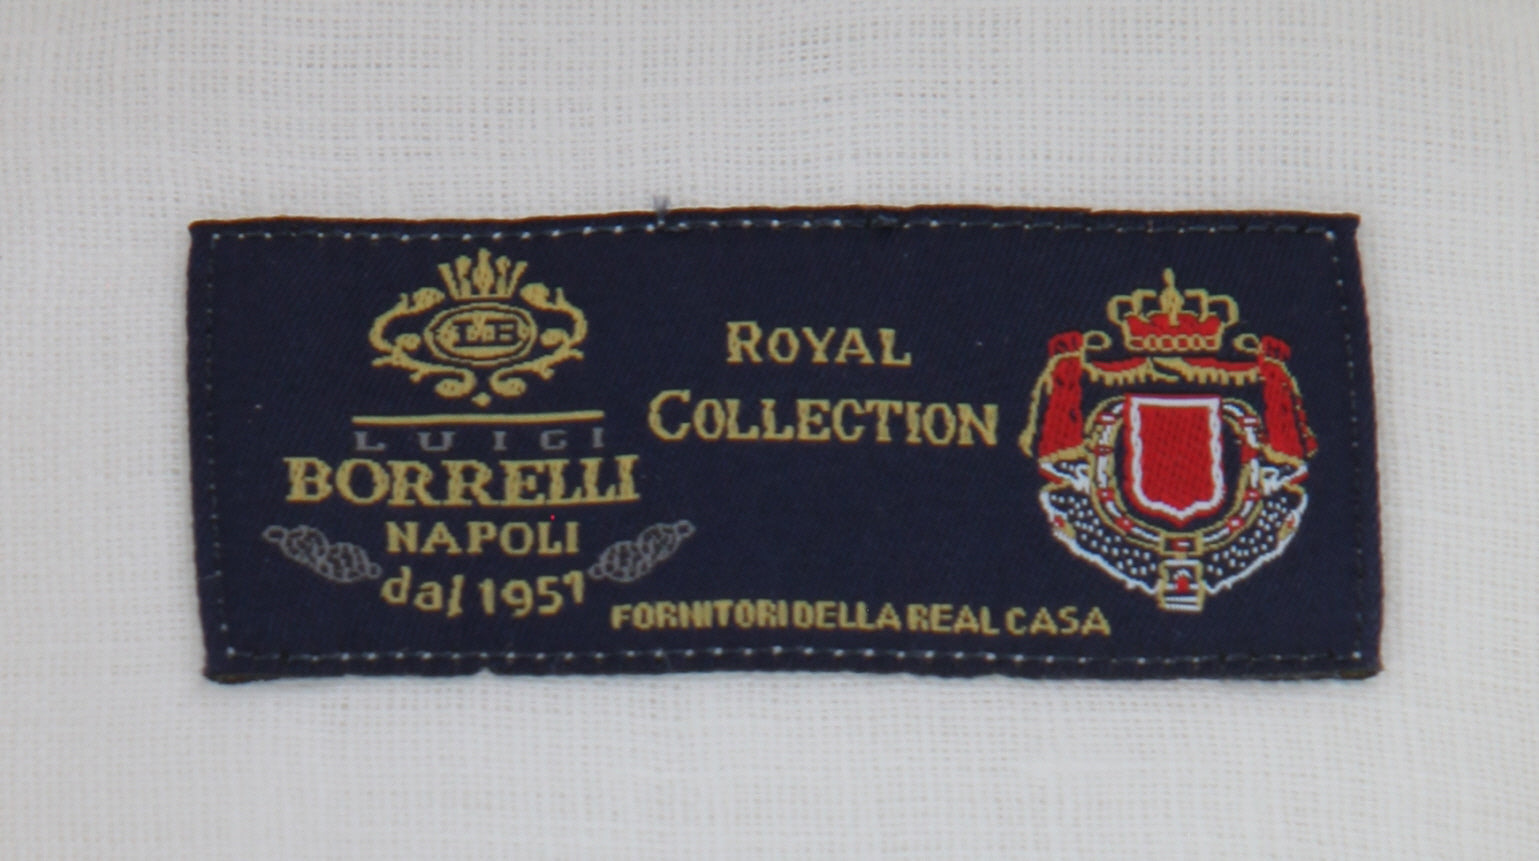 LUIGI
BORRELLI
NAPOLI
dal 1957
ROYAL
COLLECTION
FORNITORI DELLA REAL CASA